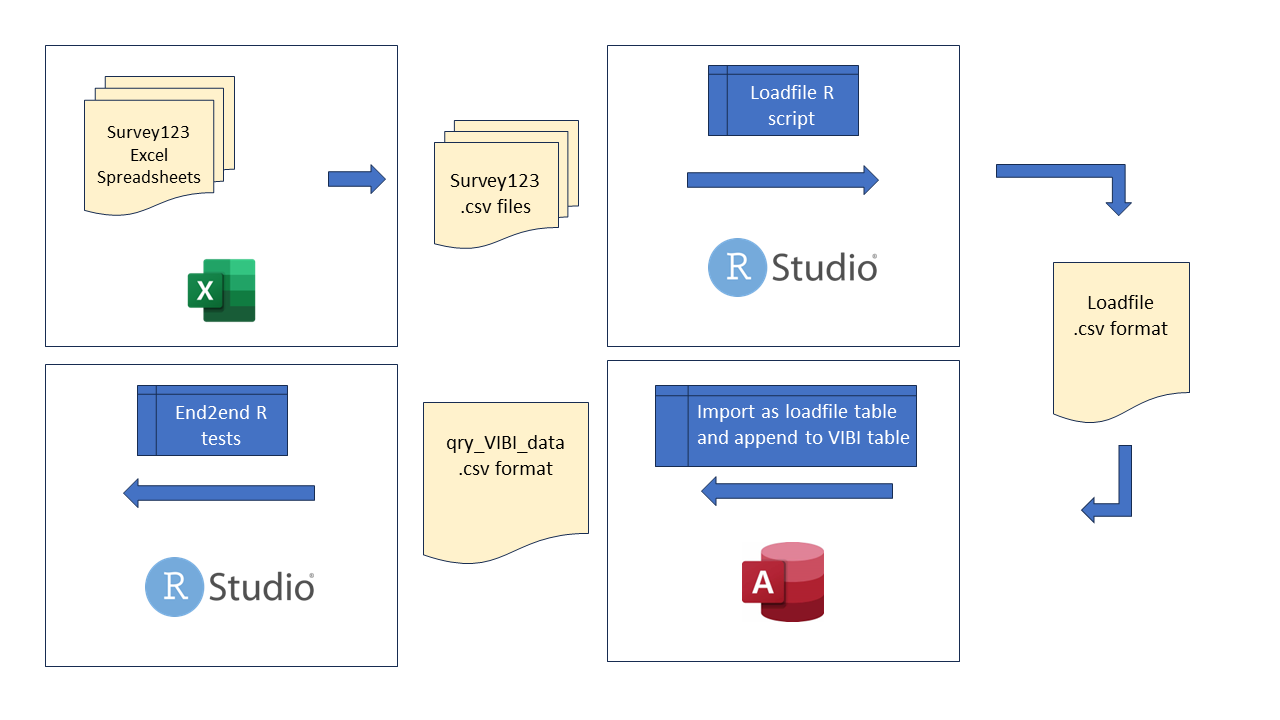 Survey123
Excel
Spreadsheets
X
Survey123
.csv files
Loadfile R
script
R Studio®
Loadfile
.csv format
Import as loadfile table
and append to VIBI table
A
qry_VIBI_data
.csv format
End2end R
tests
R Studio®